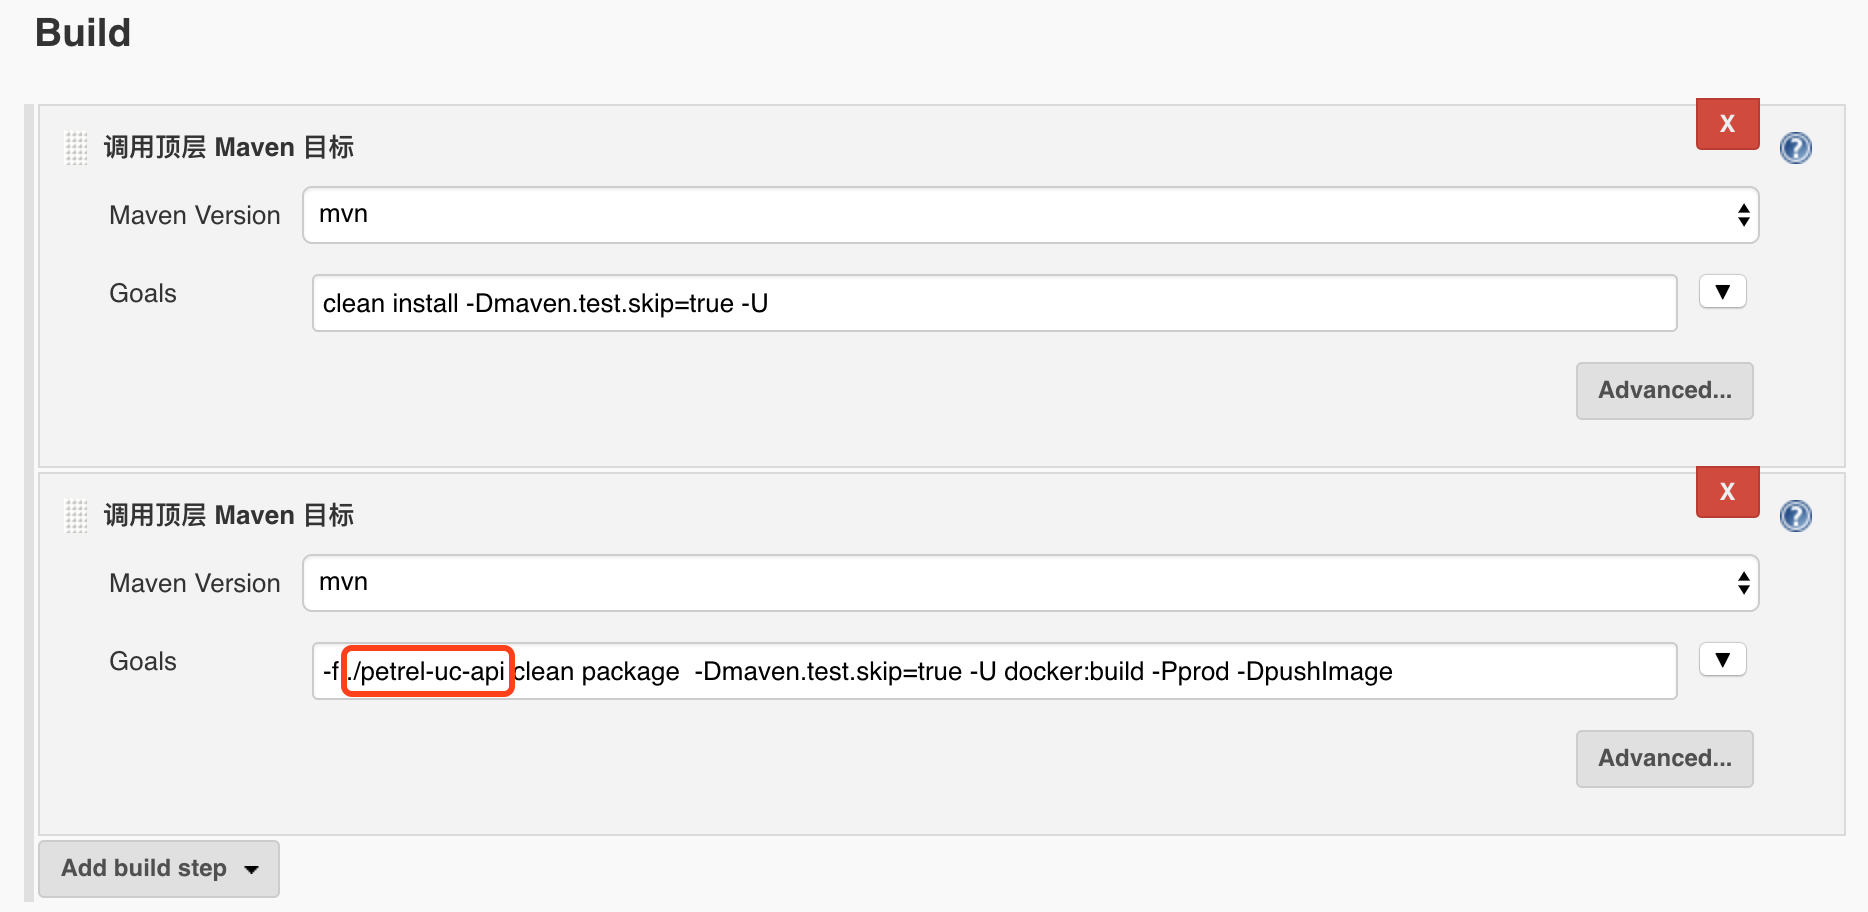 Build
调用顶层 Maven 目标
X
Maven Version
mvn
Goals
clean install -Dmaven.test.skip=true -U
Advanced...
调用顶层 Maven 目标
X
Maven Version
mvn
Goals
-f ./petrel-uc-api clean package  -Dmaven.test.skip=true -U docker:build -Pprod -DpushImage
Advanced...
Add build step